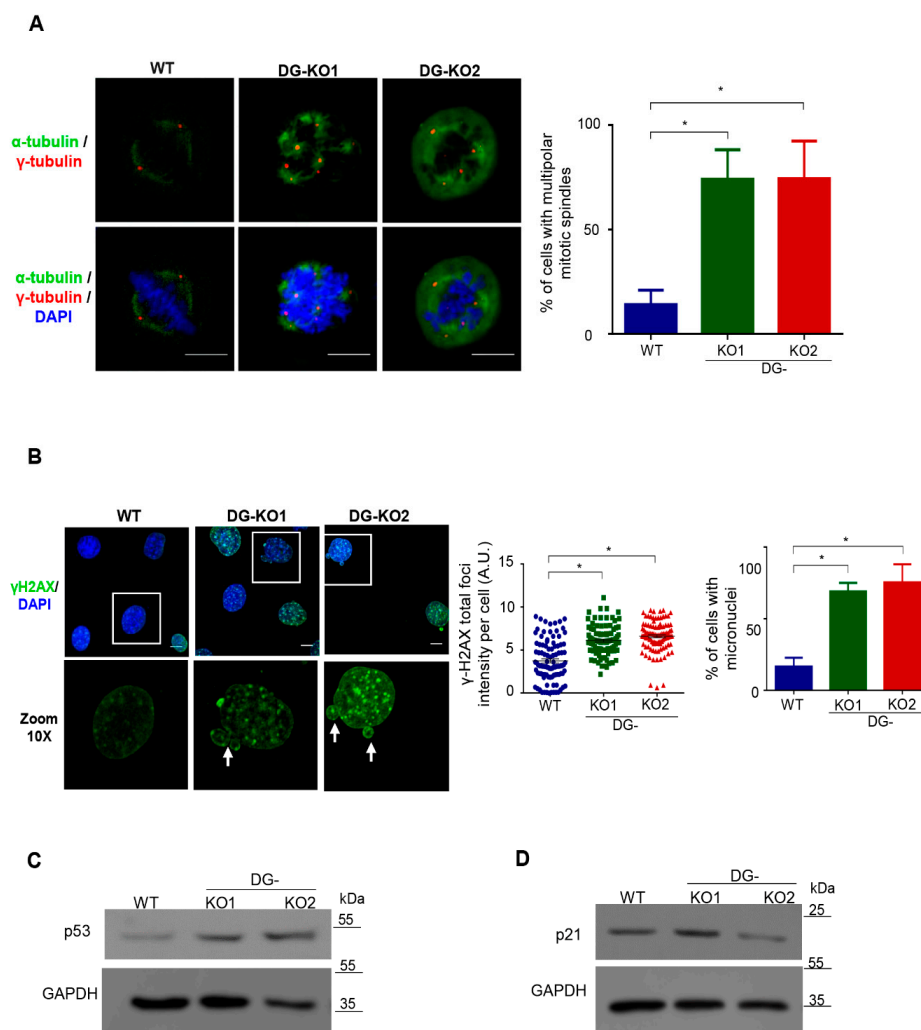 A
WT
DG-KO1
DG-KO2
α-tubulin /
γ-tubulin
α-tubulin /
γ-tubulin /
DAPI
% of cells with multipolar
mitotic spindles
100
50
0
*
*
WT
KO1
KO2
DG-
B
WT
DG-KO1
DG-KO2
γH2AX/
DAPI
Zoom
10X
γ-H2AX total foci
intensity per cell (A.U.)
15
10
5
0
*
*
WT
KO1
KO2
DG-
% of cells with
micronuclei
100
50
0
*
*
WT
KO1
KO2
DG-
C
DG-
WT
KO1
KO2
kDa
p53
55
GAPDH
55
35
D
DG-
WT
KO1
KO2
kDa
p21
25
GAPDH
55
35